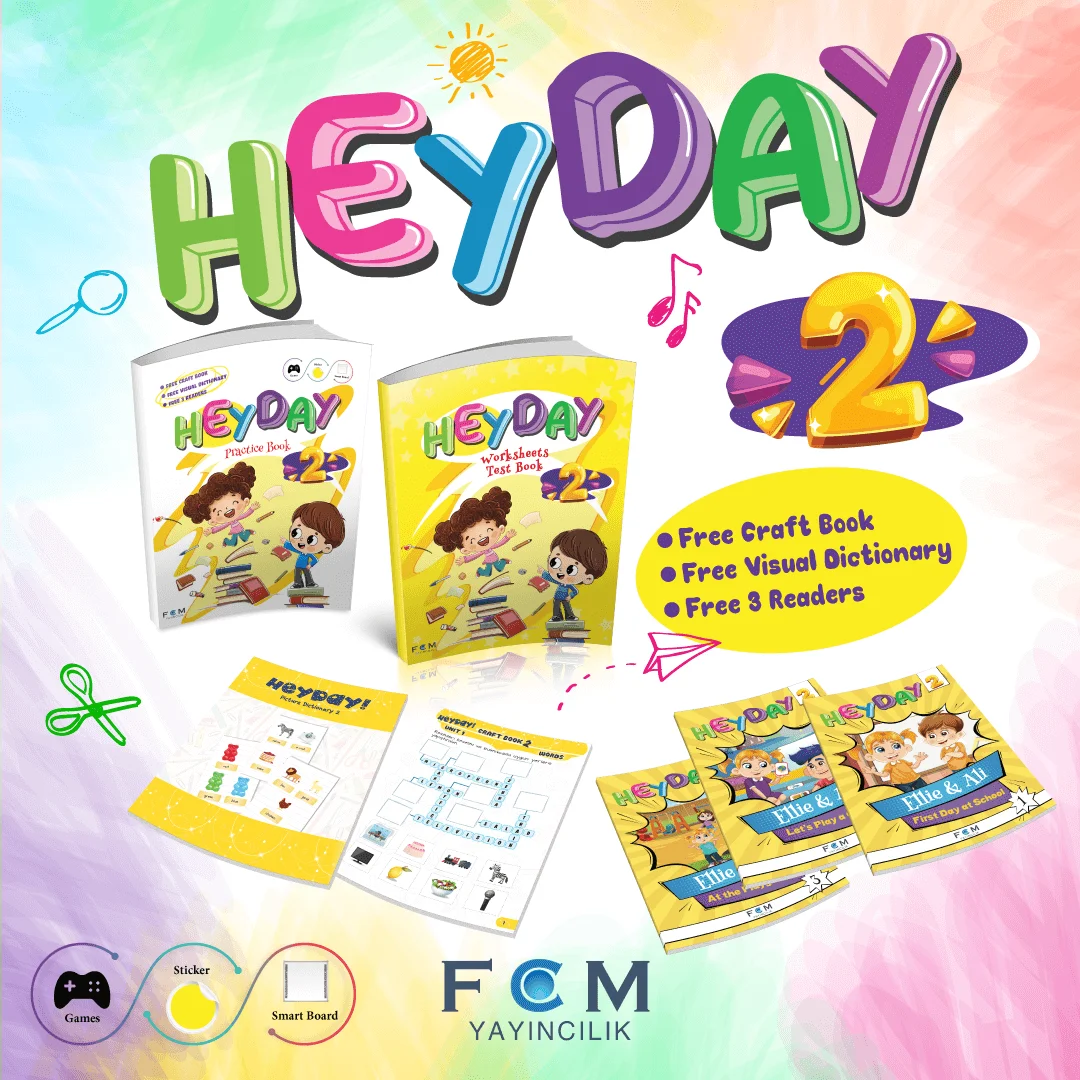 HEYDAY
2
FREE CRAFT BOOK
FREE VISUAL DICTIONARY
FREE 3 READERS
HEYDAY
Practice Book
2
FCM
HEYDAY
Worksheets
Test Book
2
FCM
• Free Craft Book
• Free Visual Dictionary
• Free 3 Readers
HEYDAY!
Picture Dictionary 2
HEYDAY!
UNIT 1 CRAFT BOOK 2 WORDS
TELEVISION
1
HEYDAY 2
Ellie & Ali
First Day at School
1
FCM
HEYDAY 2
Ellie &
Let's Play a
FCM
HEYD
Ellie
At the
3
FCM
Games
Sticker
Smart Board
FCM
YAYINCILIK